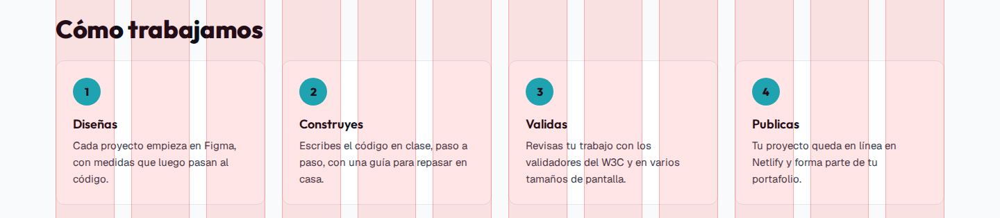 Cómo trabajamos
1
Diseñas
Cada proyecto empieza en Figma,
con medidas que luego pasan al
código.
2
Construyes
Escribes el código en clase, paso a
paso, con una guía para repasar en
casa.
3
Validas
Revisas tu trabajo con los
validadores del W3C y en varios
tamaños de pantalla.
4
Publicas
Tu proyecto queda en línea en
Netlify y forma parte de tu
portafolio.